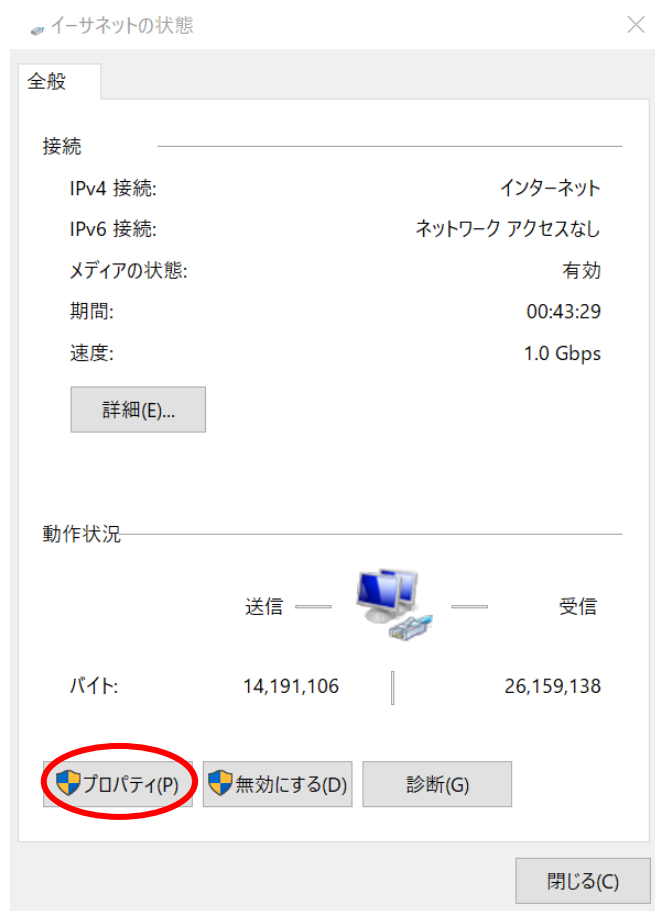 イーサネットの状態
全般
接続
IPv4 接続: インターネット
IPv6 接続: ネットワーク アクセスなし
メディアの状態: 有効
期間: 00:43:29
速度: 1.0 Gbps
詳細(E)...
動作状況
送信 受信
バイト: 14,191,106 26,159,138
プロパティ(P) 無効にする(D) 診断(G)
閉じる(C)